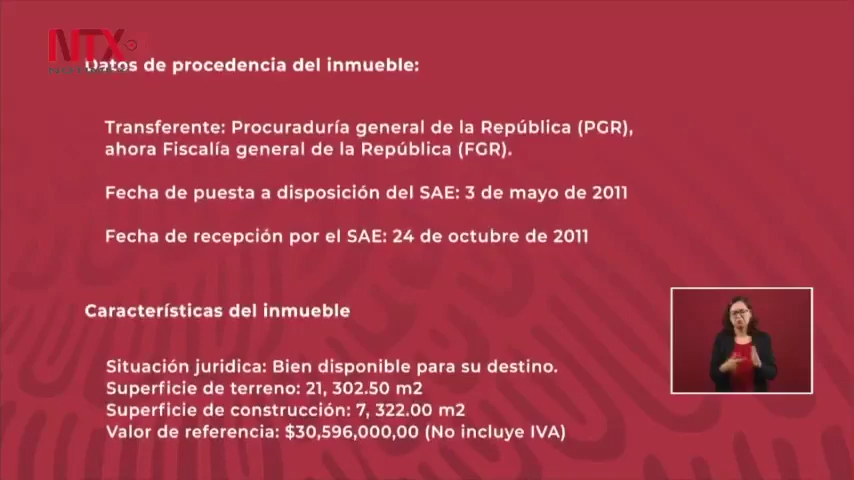 NTX
Datos de procedencia del inmueble:
Transferente: Procuraduría general de la República (PGR),
ahora Fiscalía general de la República (FGR).
Fecha de puesta a disposición del SAE: 3 de mayo de 2011
Fecha de recepción por el SAE: 24 de octubre de 2011
Características del inmueble
Situación juridica: Bien disponible para su destino.
Superficie de terreno: 21, 302.50 m2
Superficie de construcción: 7, 322.00 m2
Valor de referencia: $30,596,000,00 (No incluye IVA)